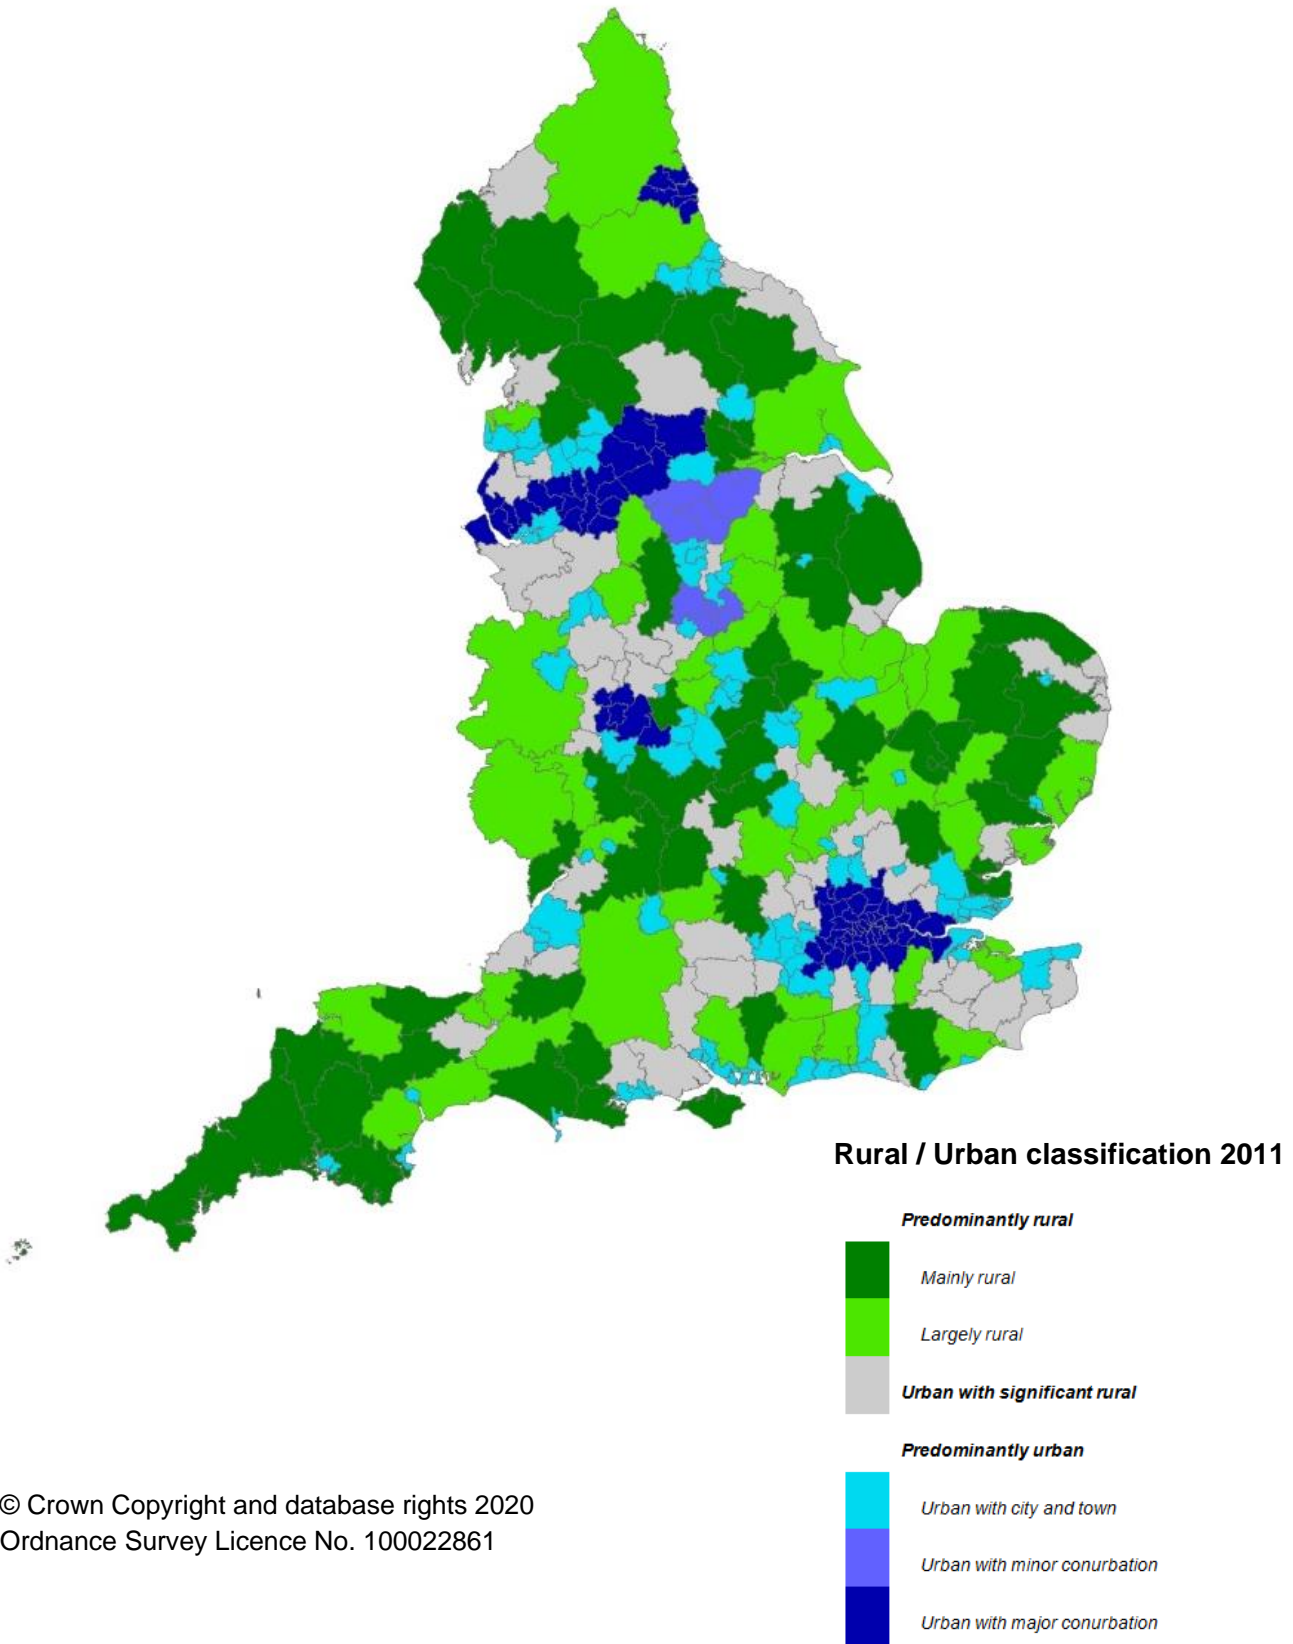 Rural / Urban classification 2011
Predominantly rural
Mainly rural
Largely rural
Urban with significant rural
Predominantly urban
Urban with city and town
Urban with minor conurbation
Urban with major conurbation
© Crown Copyright and database rights 2020
Ordnance Survey Licence No. 100022861